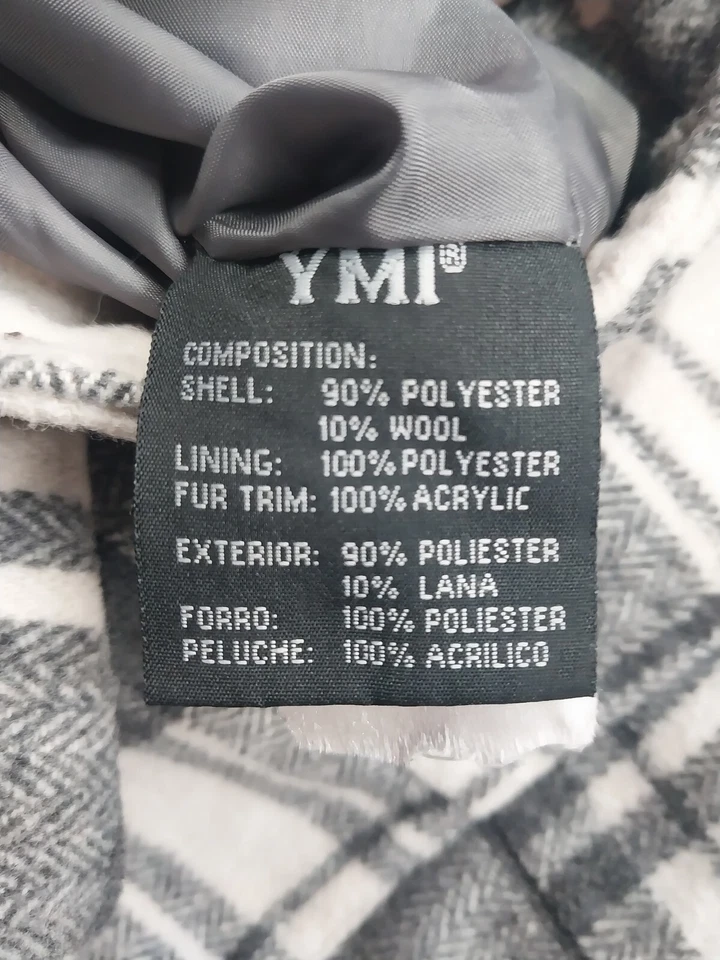 YMI®
COMPOSITION:
SHELL: 90% POLYESTER
10% WOOL
LINING: 100% POLYESTER
FUR TRIM: 100% ACRYLIC
EXTERIOR: 90% POLIESTER
10% LANA
FORRO: 100% POLIESTER
PELUCHE: 100% ACRILICO